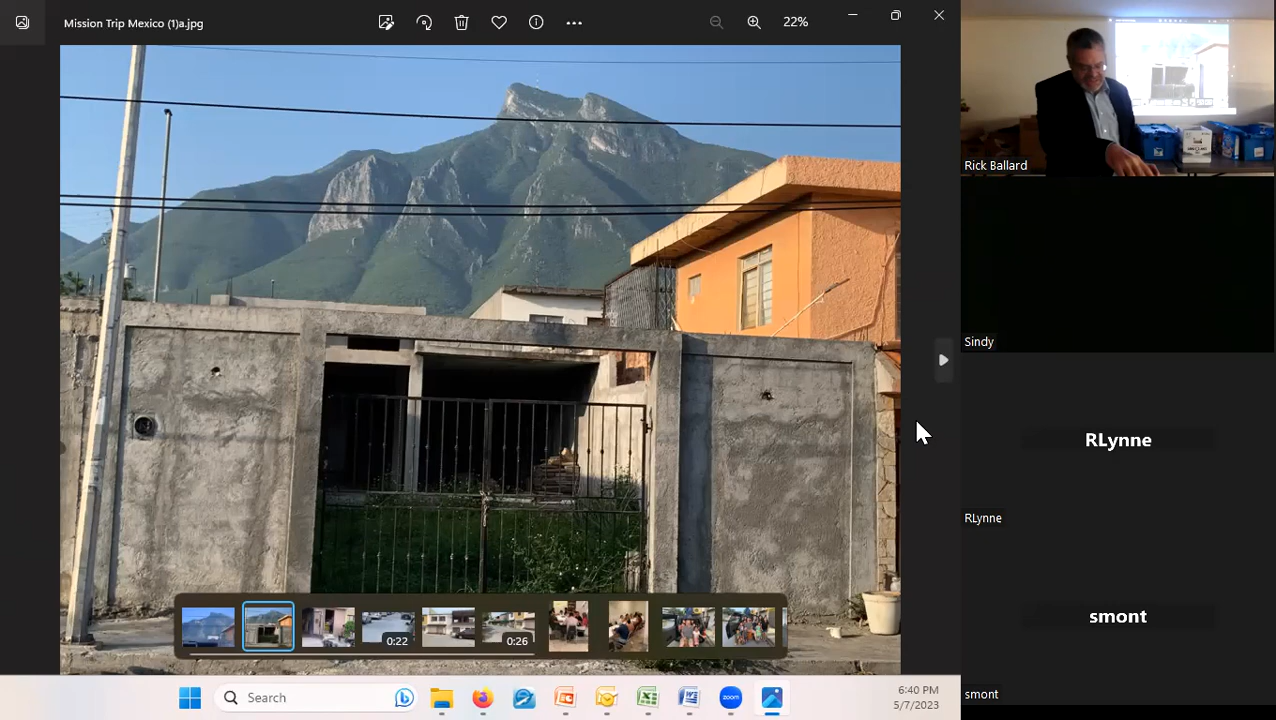 Mission Trip Mexico (1)a.jpg
22%
Rick Ballard
Sindy
RLynne
RLynne
smont
smont
0:22
0:26
Search
zoom
6:40 PM
5/7/2023